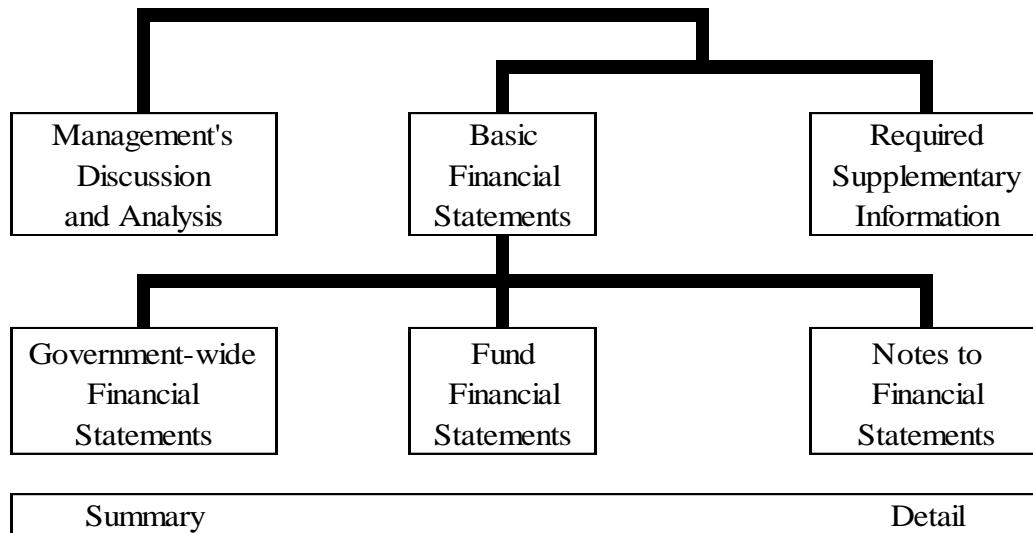 Management's
Discussion
and Analysis
Basic
Financial
Statements
Required
Supplementary
Information
Government-wide
Financial
Statements
Fund
Financial
Statements
Notes to
Financial
Statements
Summary
Detail